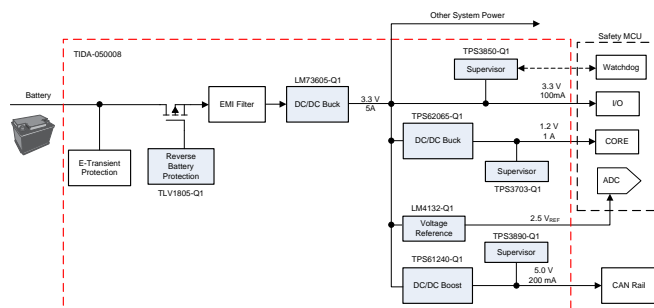 Other System Power
TIDA-050008
TPS3850-Q1
Safety MCU
LM73605-Q1
Supervisor
Watchdog
Battery
EMI Filter
DC/DC Buck
3.3 V
5A
3.3 V
100mA
I/O
TPS62065-Q1
E-Transient
Protection
Reverse
Battery
Protection
TLV1805-Q1
DC/DC Buck
1.2 V
1 A
CORE
Supervisor
TPS3703-Q1
ADC
LM4132-Q1
Voltage
Reference
2.5 VREF
TPS3890-Q1
Supervisor
TPS61240-Q1
DC/DC Boost
5.0 V
200 mA
CAN Rail